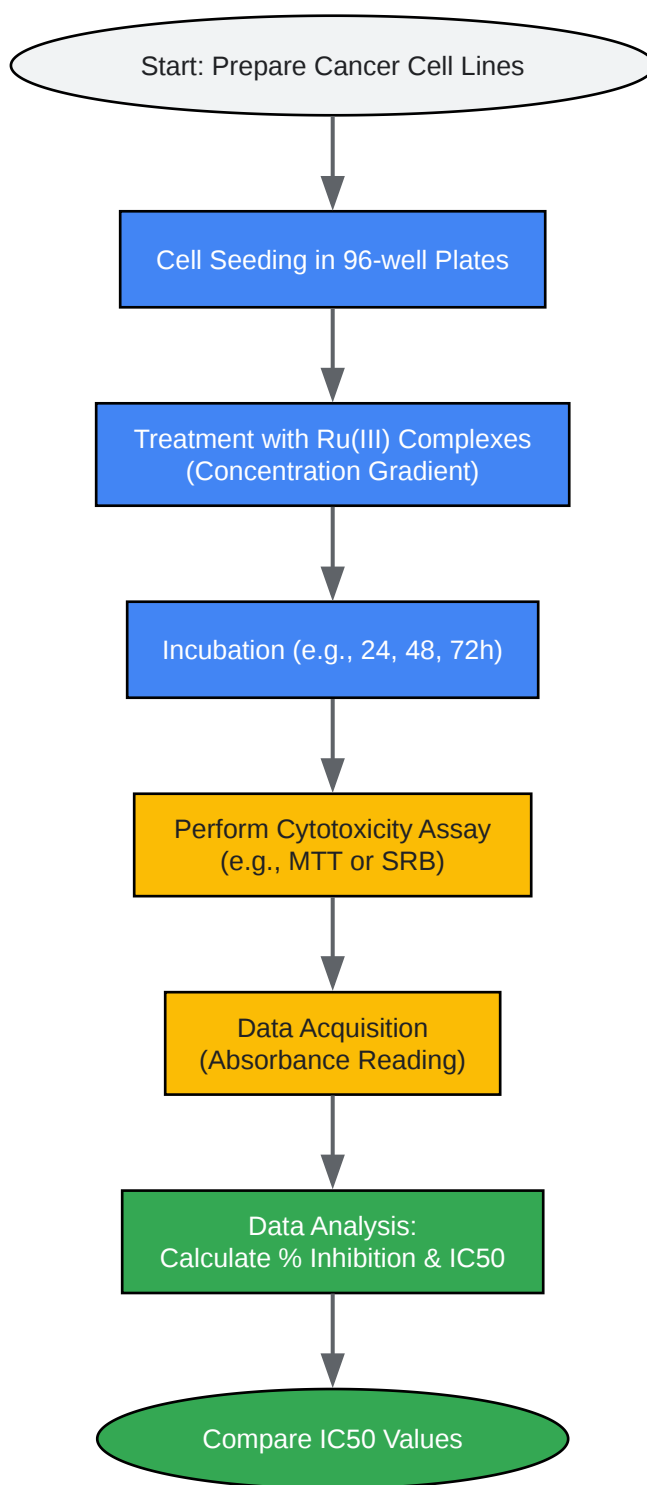 Start: Prepare Cancer Cell Lines
Cell Seeding in 96-well Plates
Treatment with Ru(III) Complexes
(Concentration Gradient)
Incubation (e.g., 24, 48, 72h)
Perform Cytotoxicity Assay
(e.g., MTT or SRB)
Data Acquisition
(Absorbance Reading)
Data Analysis:
Calculate % Inhibition & IC50
Compare IC50 Values